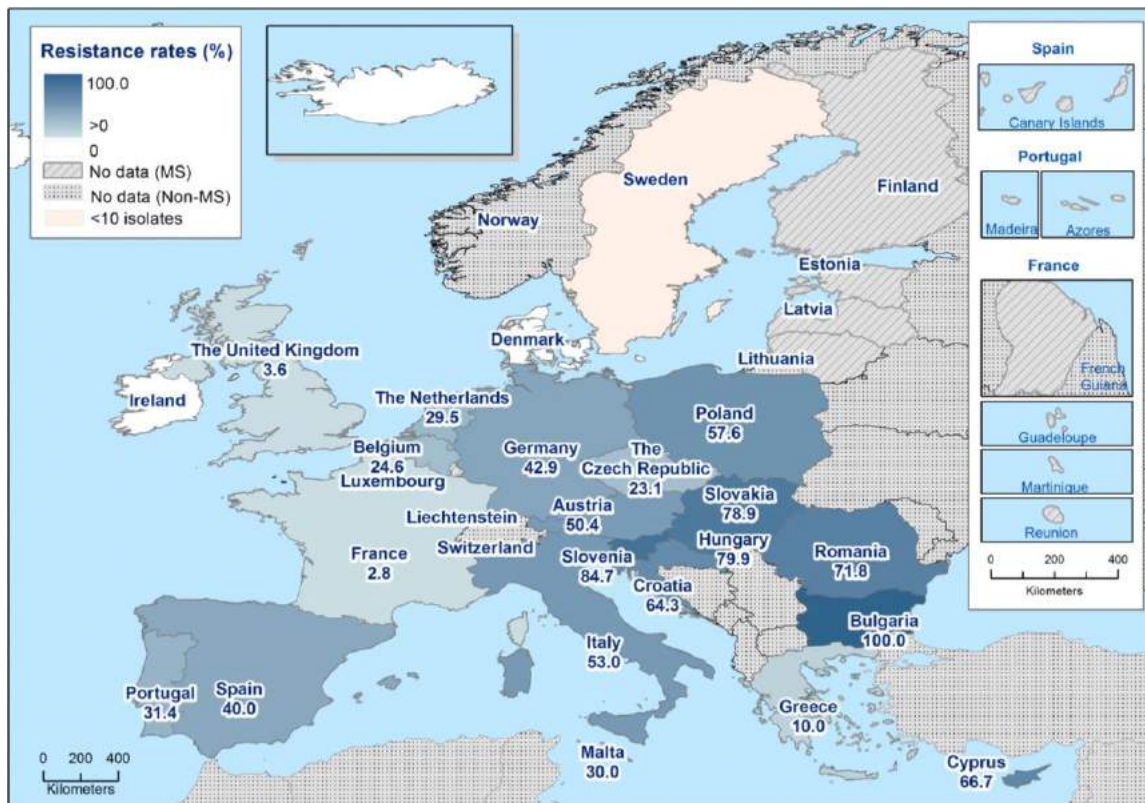 Resistance rates (%)
100.0
>0
0
No data (MS)
No data (Non-MS)
<10 isolates
Sweden
Finland
Norway
Estonia
Latvia
Lithuania
Denmark
The United Kingdom
3.6
Ireland
The Netherlands
29.5
Poland
57.6
Belgium
24.6
Germany
42.9
The
Czech Republic
23.1
Luxembourg
Slovakia
78.9
Austria
50.4
Liechtenstein
Hungary
79.9
Switzerland
France
2.8
Slovenia
84.7
Romania
71.8
Croatia
64.3
Bulgaria
100.0
Italy
53.0
Portugal
31.4
Spain
40.0
Greece
10.0
Malta
30.0
Cyprus
66.7
0 200 400
Kilometers
Spain
Canary Islands
Portugal
Madeira
Azores
France
French
Guiana
Guadeloupe
Martinique
Reunion
0 200 400
Kilometers